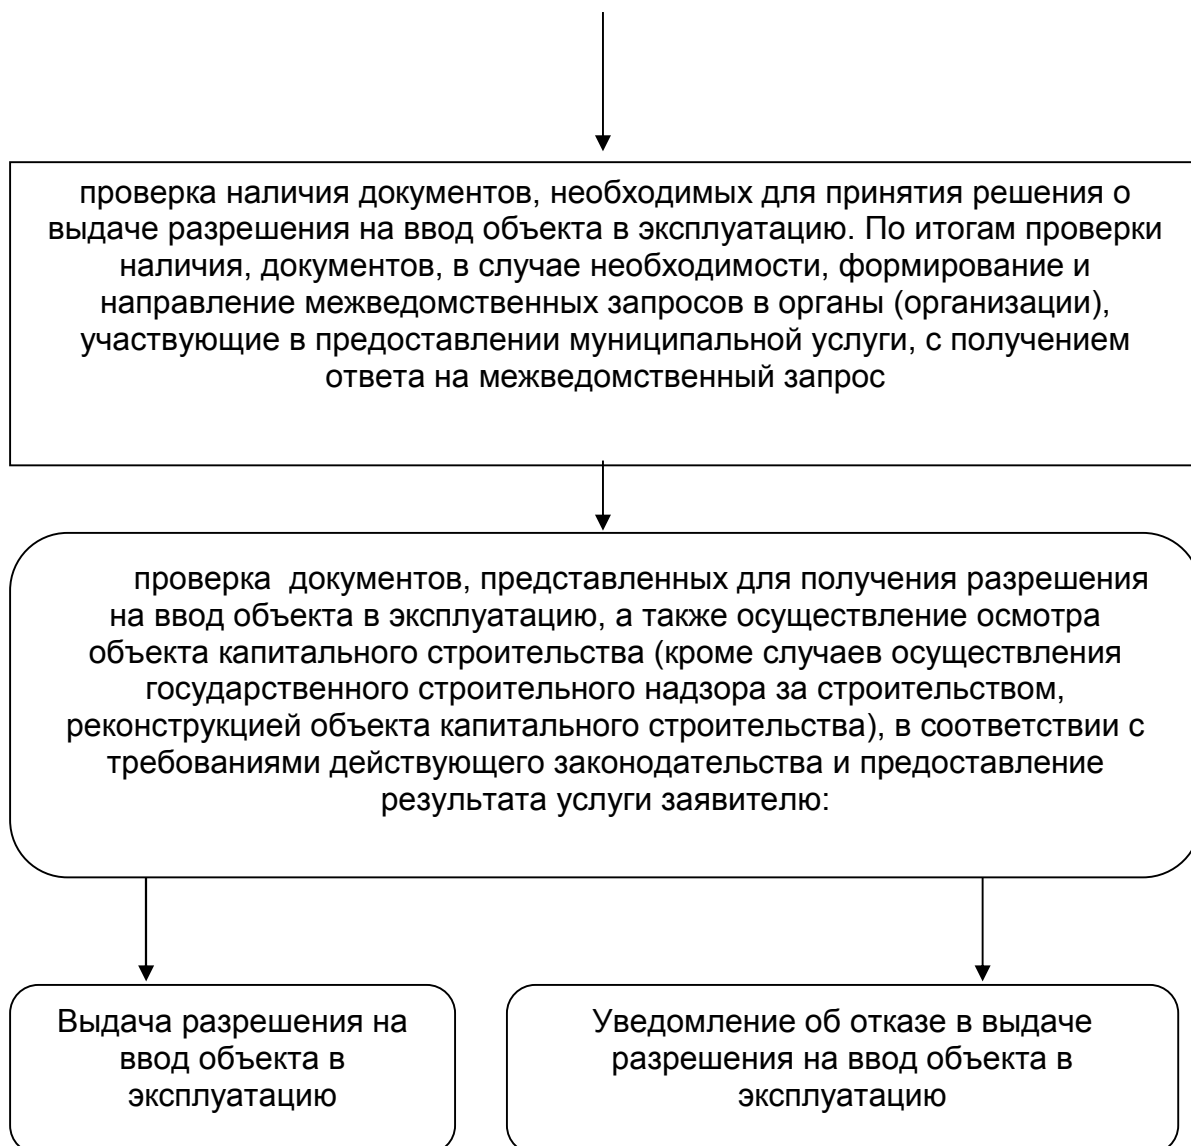 проверка наличия документов, необходимых для принятия решения о
выдаче разрешения на ввод объекта в эксплуатацию. По итогам проверки
наличия, документов, в случае необходимости, формирование и
направление межведомственных запросов в органы (организации),
участвующие в предоставлении муниципальной услуги, с получением
ответа на межведомственный запрос
проверка  документов, представленных для получения разрешения
на ввод объекта в эксплуатацию, а также осуществление осмотра
объекта капитального строительства (кроме случаев осуществления
государственного строительного надзора за строительством,
реконструкцией объекта капитального строительства), в соответствии с
требованиями действующего законодательства и предоставление
результата услуги заявителю:
Выдача разрешения на
ввод объекта в
эксплуатацию
Уведомление об отказе в выдаче
разрешения на ввод объекта в
эксплуатацию